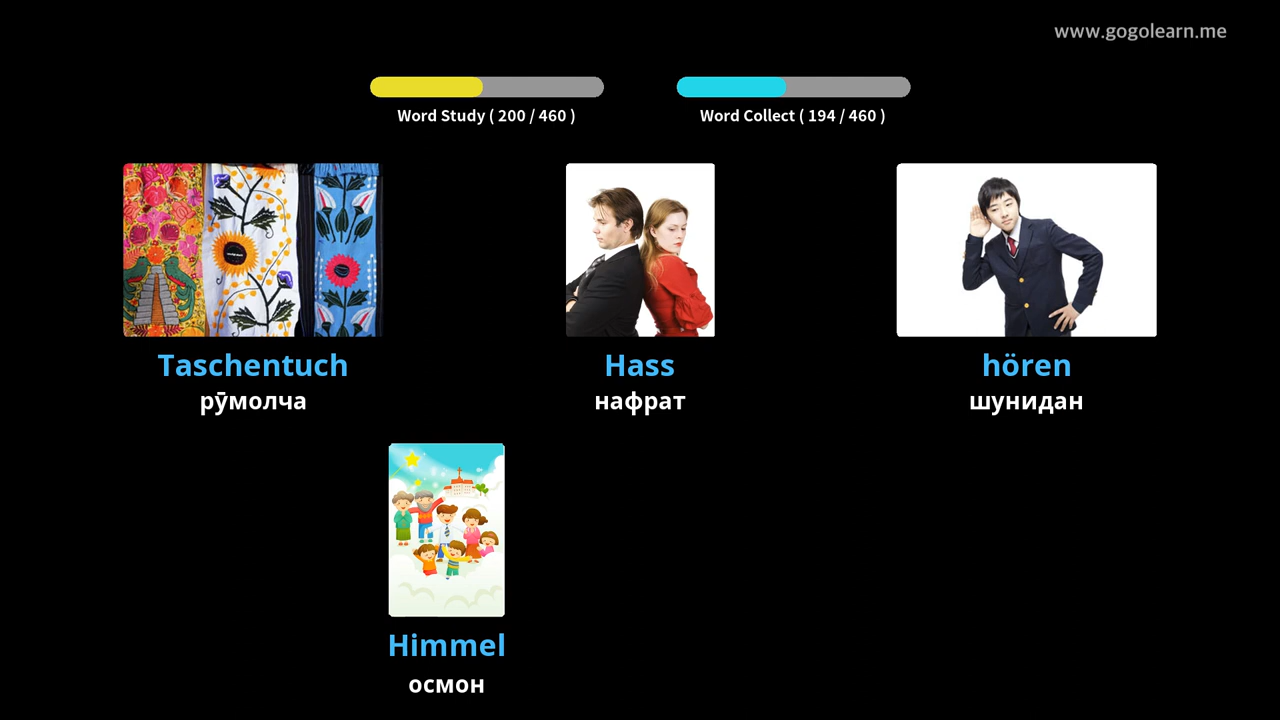 www.gogolearn.me
Word Study ( 200 / 460 )
Word Collect ( 194 / 460 )
Taschentuch
рӯмолча
Hass
нафрат
hören
шунидан
Himmel
осмон